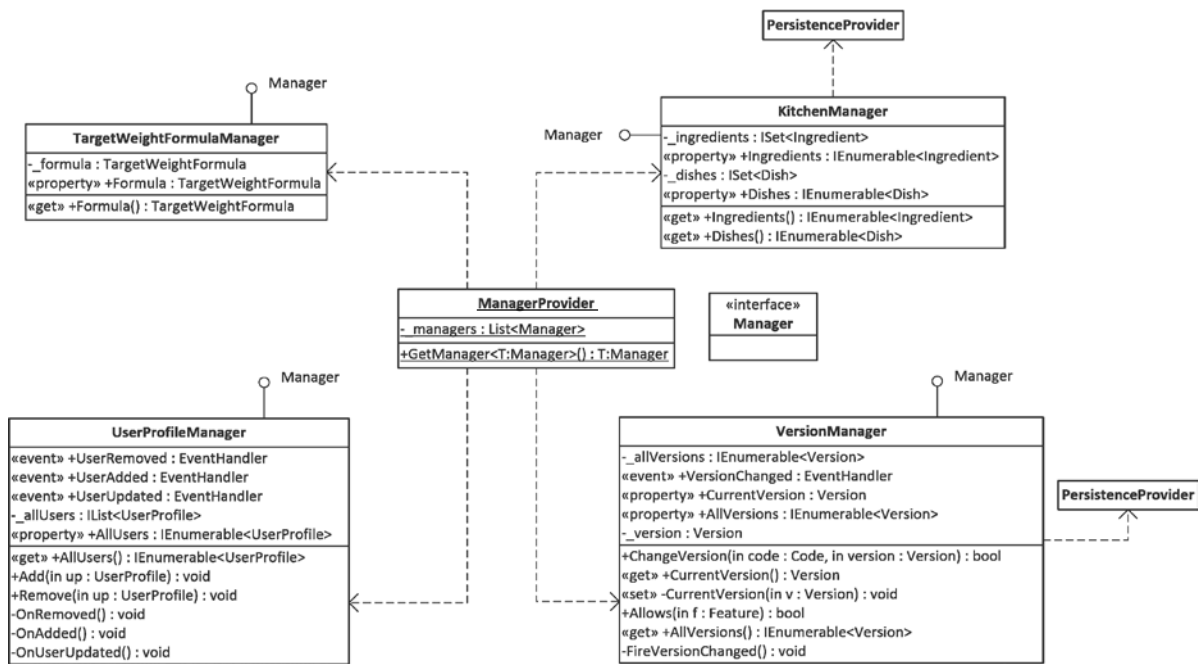 PersistenceProvider
Manager
TargetWeightFormulaManager
-_formula : TargetWeightFormula
«property» +Formula : TargetWeightFormula
«get» +Formula() : TargetWeightFormula
Manager
KitchenManager
-_ingredients : ISet<Ingredient>
«property» +Ingredients : IEnumerable<Ingredient>
-_dishes : ISet<Dish>
«property» +Dishes : IEnumerable<Dish>
«get» +Ingredients() : IEnumerable<Ingredient>
«get» +Dishes() : IEnumerable<Dish>
ManagerProvider
-_managers : List<Manager>
+GetManager<T:Manager>() : T:Manager
«interface»
Manager
Manager
UserProfileManager
«event» +UserRemoved : EventHandler
«event» +UserAdded : EventHandler
«event» +UserUpdated : EventHandler
-_allUsers : IList<UserProfile>
«property» +AllUsers : IEnumerable<UserProfile>
«get» +AllUsers() : IEnumerable<UserProfile>
+Add(in up : UserProfile) : void
+Remove(in up : UserProfile) : void
-OnRemoved() : void
-OnAdded() : void
-OnUserUpdated() : void
Manager
VersionManager
-_allVersions : IEnumerable<Version>
«event» +VersionChanged : EventHandler
«property» +CurrentVersion : Version
«property» +AllVersions : IEnumerable<Version>
-_version : Version
+ChangeVersion(in code : Code, in version : Version) : bool
«get» +CurrentVersion() : Version
«set» -CurrentVersion(in v : Version) : void
+Allows(in f : Feature) : bool
«get» +AllVersions() : IEnumerable<Version>
-FireVersionChanged() : void
PersistenceProvider